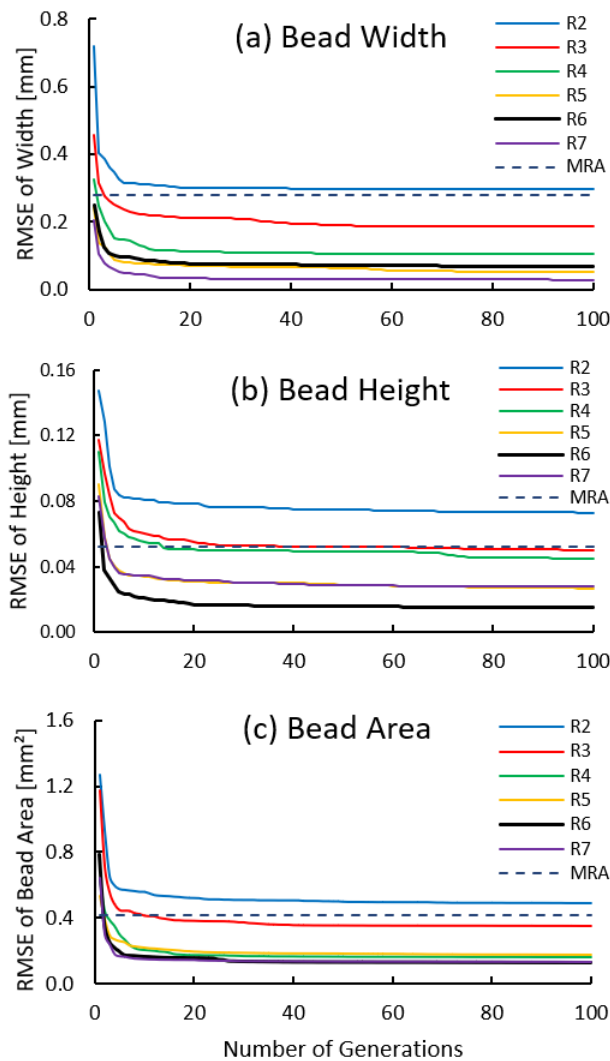 (a) Bead Width
RMSE of Width [mm]
0.8
0.6
0.4
0.2
0.0
0
20
40
60
80
100
R2
R3
R4
R5
R6
R7
MRA
(b) Bead Height
RMSE of Height [mm]
0.16
0.12
0.08
0.04
0.00
0
20
40
60
80
100
R2
R3
R4
R5
R6
R7
MRA
(c) Bead Area
RMSE of Bead Area [mm²]
1.6
1.2
0.8
0.4
0.0
0
20
40
60
80
100
R2
R3
R4
R5
R6
R7
MRA
Number of Generations